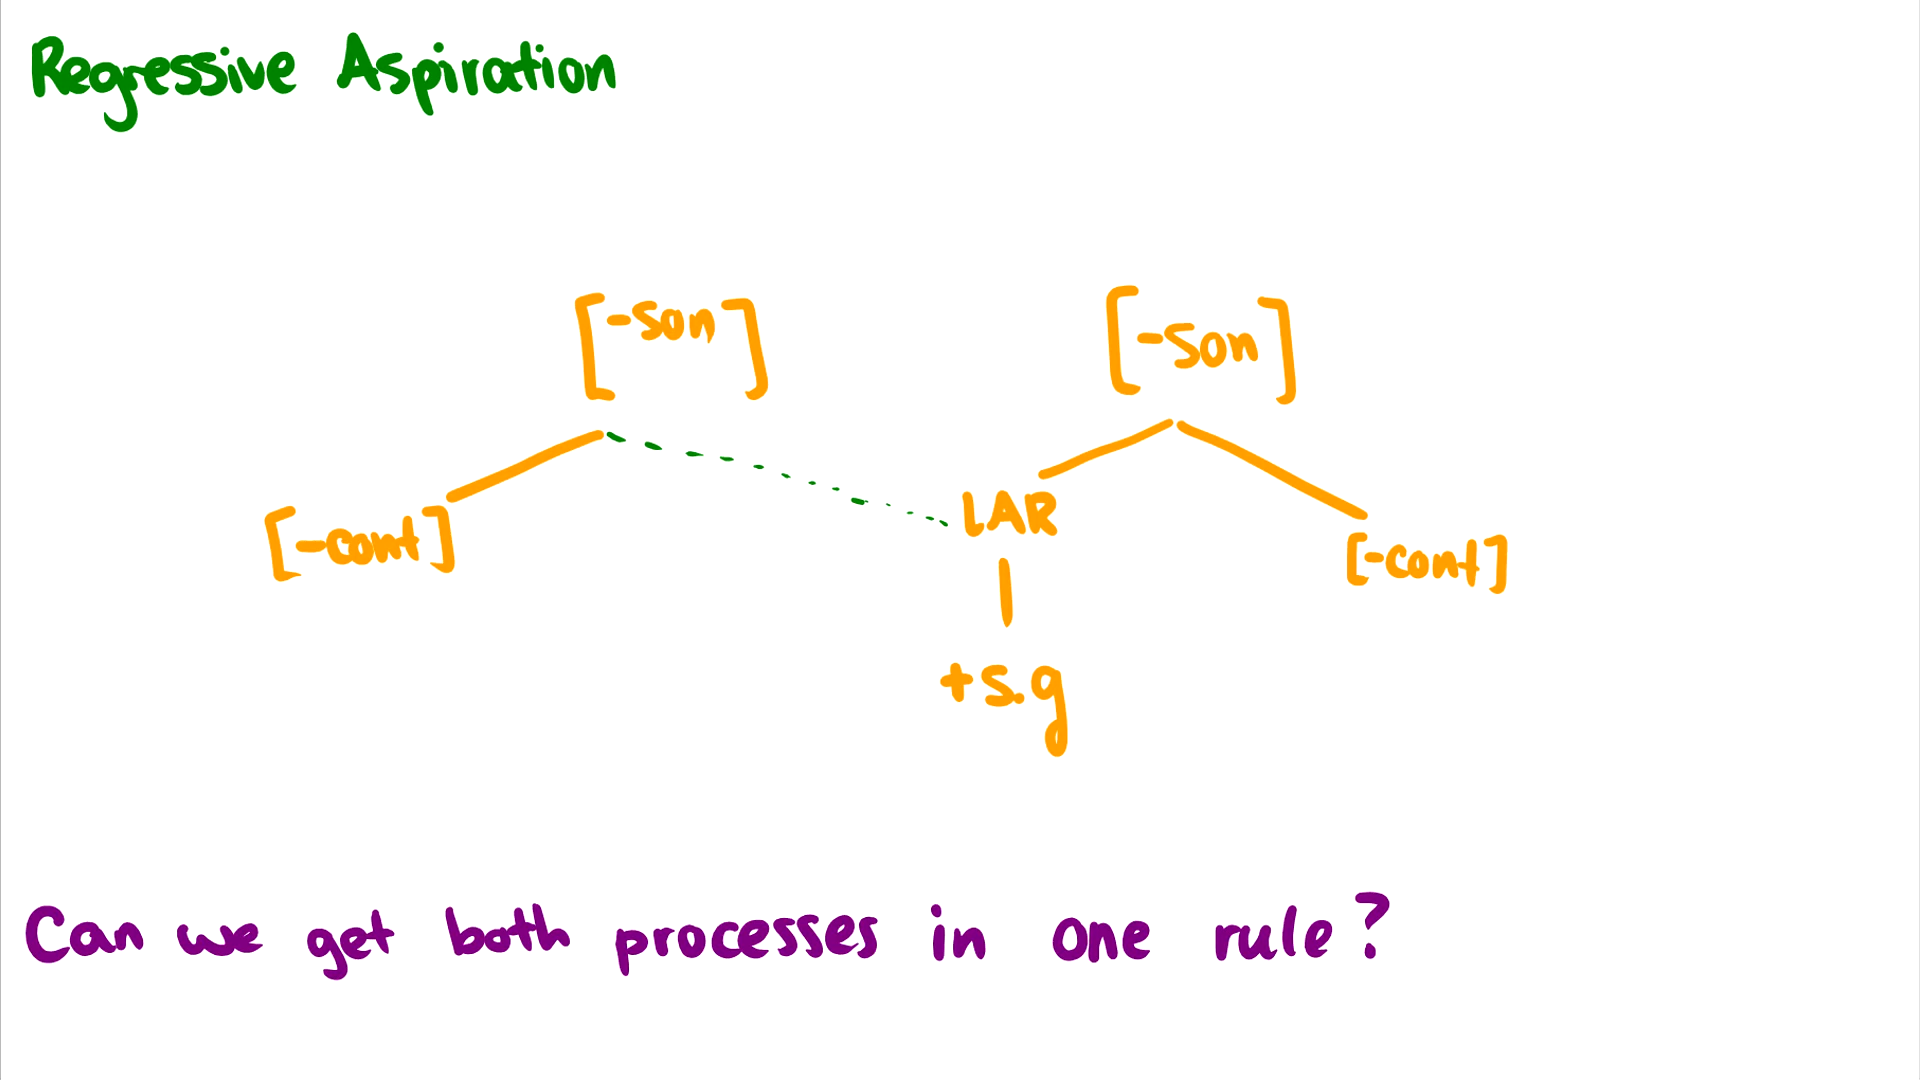 Regressive Aspiration
[-son] [-son]
LAR
[-cont] [-cont]
+s.g
Can we get both processes in one rule?